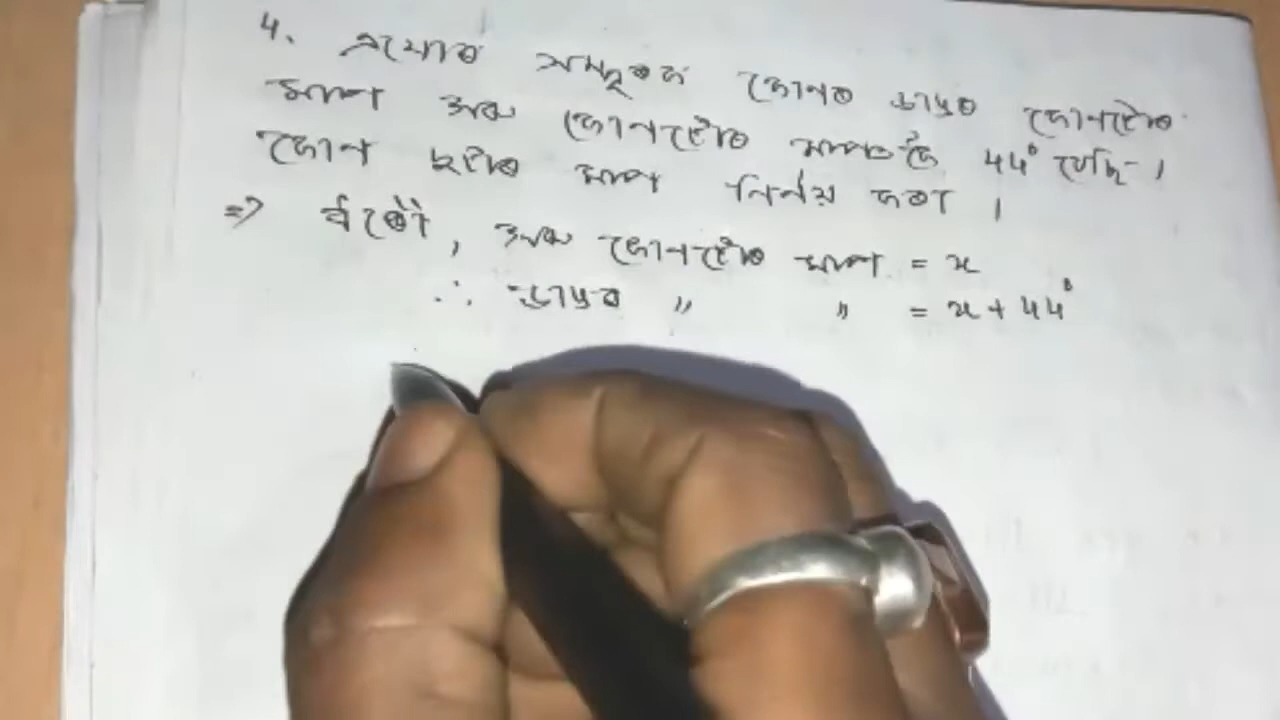 4. এযোৰ সম্পূৰক কোণৰ ডাঙৰ কোণটোৰ
মাপ সৰু কোণটোৰ মাপতকৈ 44° বেছি।
কোণ দুটাৰ মাপ নিৰ্ণয় কৰা।
=> ধৰোঁ, সৰু কোণটোৰ মাপ = x
∴ ডাঙৰ " " = x + 44°